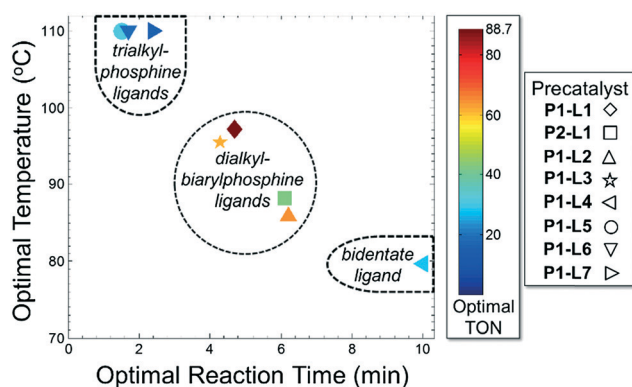 Optimal Temperature (ºC)
110
100
90
80
70
0
2
4
6
8
10
Optimal Reaction Time (min)
trialkyl-
phosphine
ligands
dialkyl-
biarylphosphine
ligands
bidentate
ligand
88.7
80
60
40
20
Optimal
TON
Precatalyst
P1-L1
P2-L1
P1-L2
P1-L3
P1-L4
P1-L5
P1-L6
P1-L7